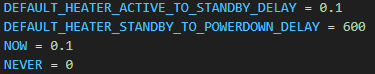 DEFAULT_HEATER_ACTIVE_TO_STANDBY_DELAY = 0.1
DEFAULT_HEATER_STANDBY_TO_POWERDOWN_DELAY = 600
NOW = 0.1
NEVER = 0